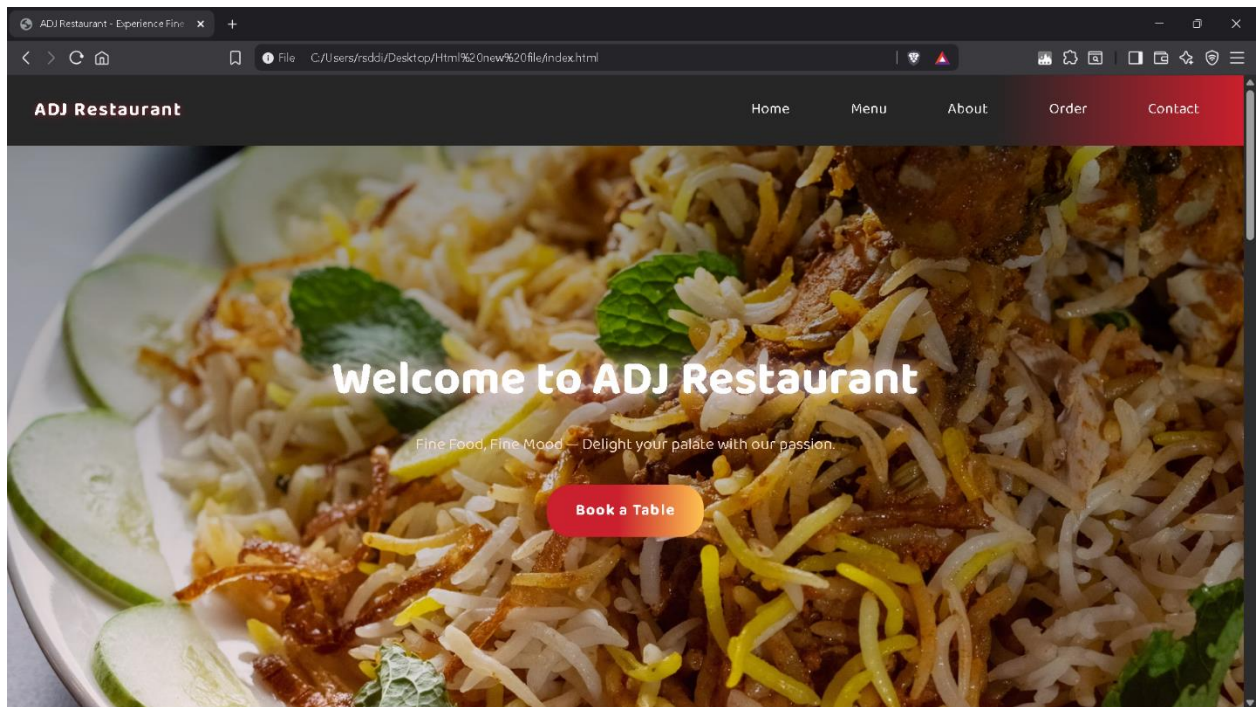 ADJ Restaurant - Experience Fine
File C:/Users/rsddi/Desktop/Html%20new%20file/index.html
ADJ Restaurant Home Menu About Order Contact
Welcome to ADJ Restaurant
Fine Food, Fine Mood — Delight your palate with our passion.
Book a Table